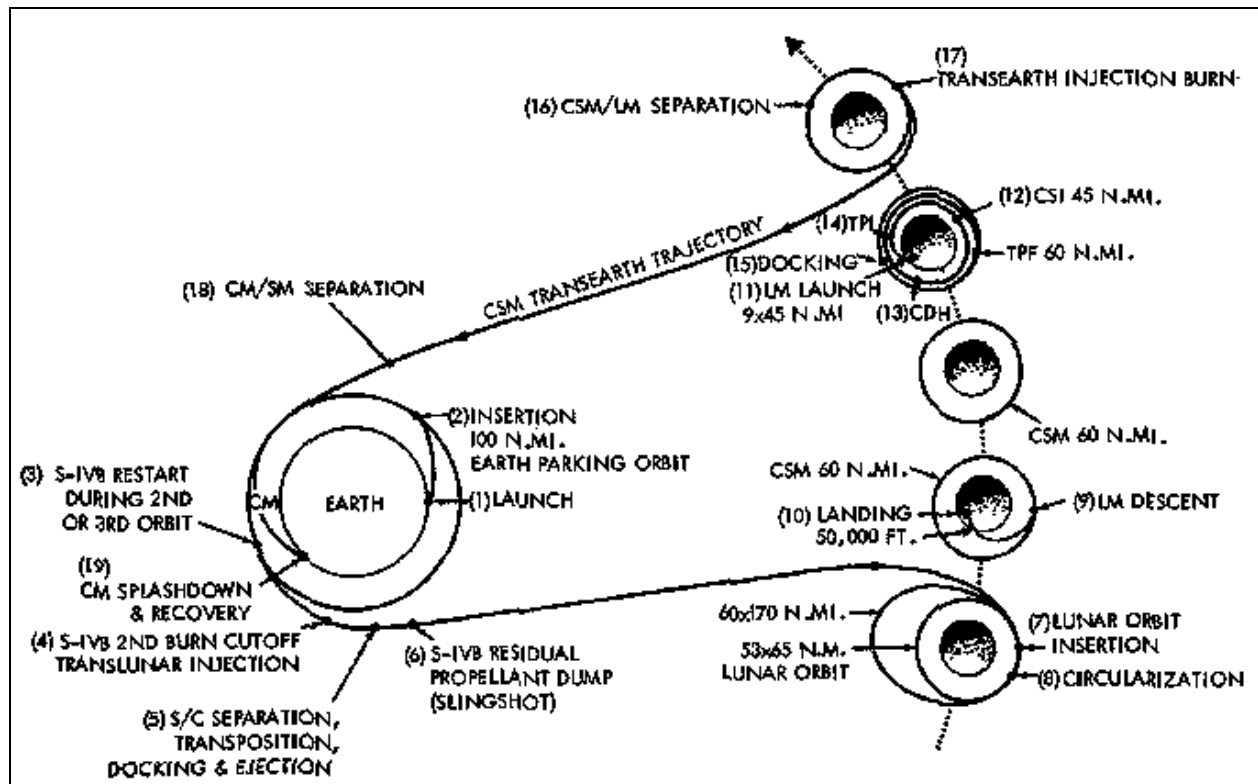 (17)
TRANSEARTH INJECTION BURN
(16) CSM/LM SEPARATION
(12) CSI 45 N.MI.
(14) TPI
TPF 60 N.MI.
(15) DOCKING
(11) LM LAUNCH
9x45 N.MI
(13) CDH
CSM TRANSEARTH TRAJECTORY
(18) CM/SM SEPARATION
CSM 60 N.MI.
(2) INSERTION
100 N.MI.
EARTH PARKING ORBIT
(1) LAUNCH
EARTH
CM
(3) S-IVB RESTART
DURING 2ND
OR 3RD ORBIT
(19)
CM SPLASHDOWN
& RECOVERY
(4) S-IVB 2ND BURN CUTOFF
TRANSLUNAR INJECTION
(5) S/C SEPARATION,
TRANSPOSITION,
DOCKING & EJECTION
(6) S-IVB RESIDUAL
PROPELLANT DUMP
(SLINGSHOT)
CSM 60 N.MI.
(9) LM DESCENT
(10) LANDING
50,000 FT.
60x170 N.MI.
53x65 N.M.
LUNAR ORBIT
(7) LUNAR ORBIT
INSERTION
(8) CIRCULARIZATION